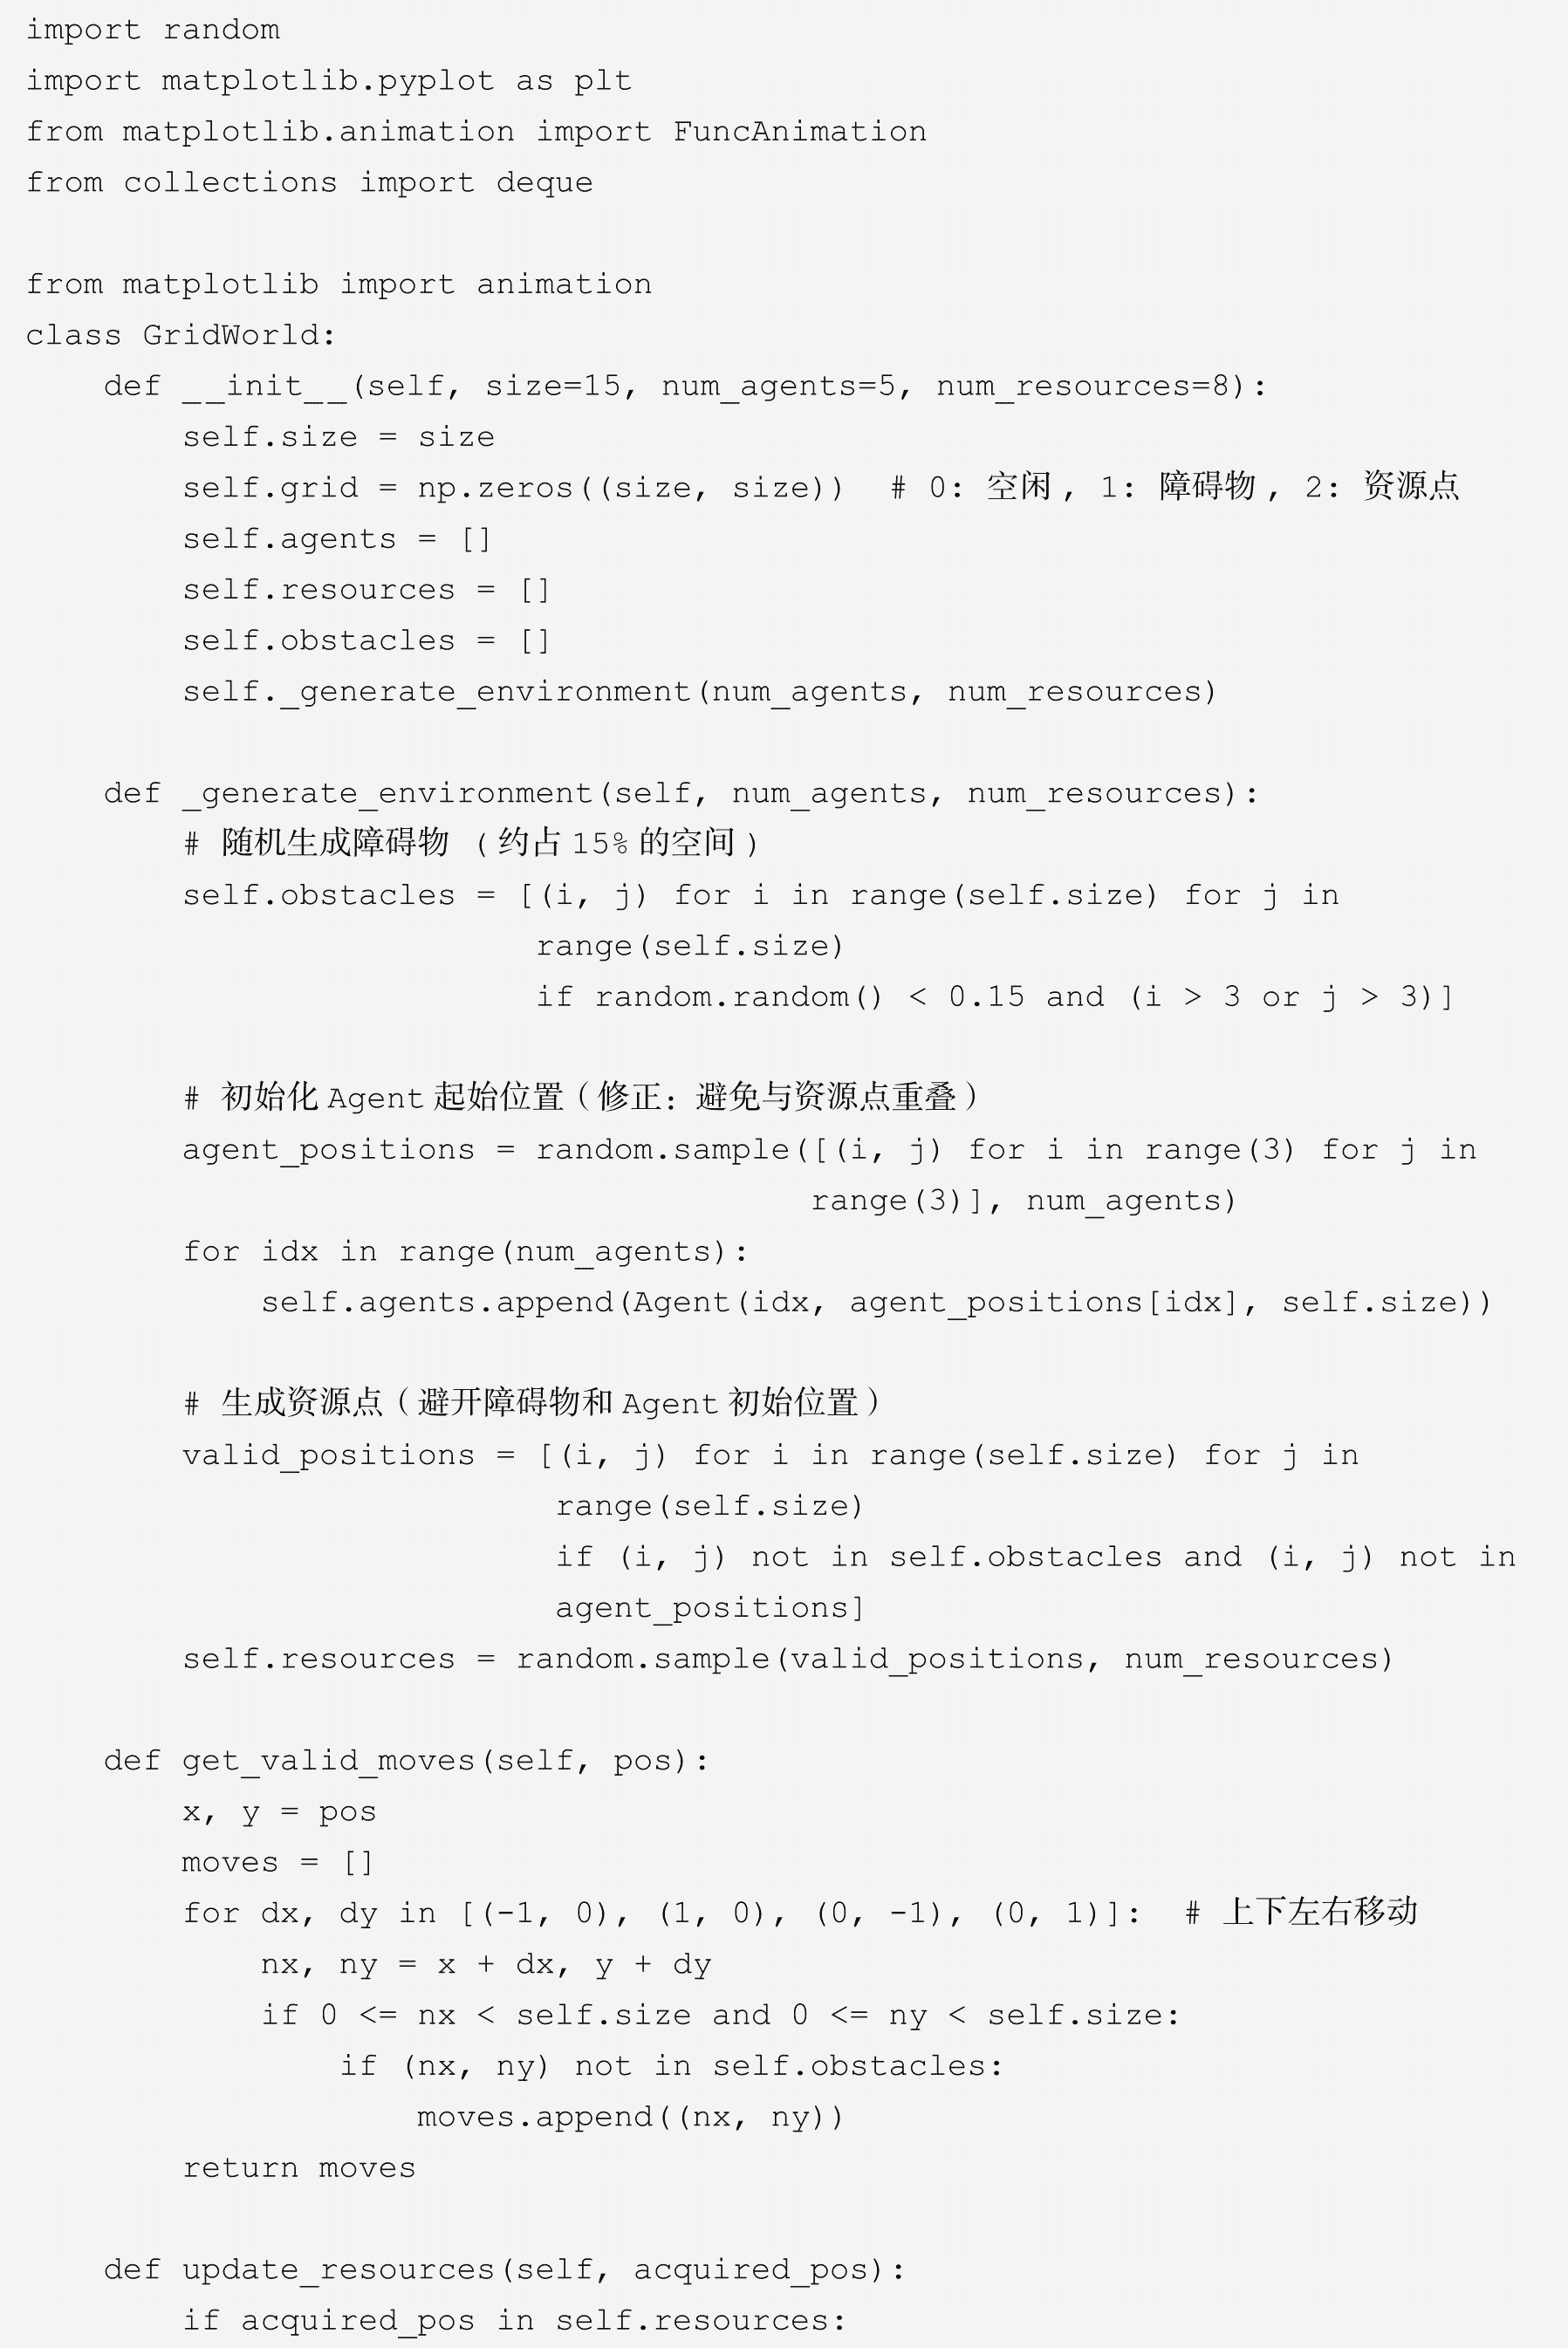 import random
import matplotlib.pyplot as plt
from matplotlib.animation import FuncAnimation
from collections import deque

from matplotlib import animation
class GridWorld:
    def __init__(self, size=15, num_agents=5, num_resources=8):
        self.size = size
        self.grid = np.zeros((size, size))  # 0: 空闲, 1: 障碍物, 2: 资源点
        self.agents = []
        self.resources = []
        self.obstacles = []
        self._generate_environment(num_agents, num_resources)

    def _generate_environment(self, num_agents, num_resources):
        # 随机生成障碍物 (约占15%的空间)
        self.obstacles = [(i, j) for i in range(self.size) for j in
                          range(self.size)
                          if random.random() < 0.15 and (i > 3 or j > 3)]

        # 初始化Agent起始位置(修正: 避免与资源点重叠)
        agent_positions = random.sample([(i, j) for i in range(3) for j in
                                        range(3)], num_agents)
        for idx in range(num_agents):
            self.agents.append(Agent(idx, agent_positions[idx], self.size))

        # 生成资源点(避开障碍物和Agent初始位置)
        valid_positions = [(i, j) for i in range(self.size) for j in
                           range(self.size)
                           if (i, j) not in self.obstacles and (i, j) not in
                           agent_positions]
        self.resources = random.sample(valid_positions, num_resources)

    def get_valid_moves(self, pos):
        x, y = pos
        moves = []
        for dx, dy in [(-1, 0), (1, 0), (0, -1), (0, 1)]:  # 上下左右移动
            nx, ny = x + dx, y + dy
            if 0 <= nx < self.size and 0 <= ny < self.size:
                if (nx, ny) not in self.obstacles:
                    moves.append((nx, ny))
        return moves

    def update_resources(self, acquired_pos):
        if acquired_pos in self.resources: